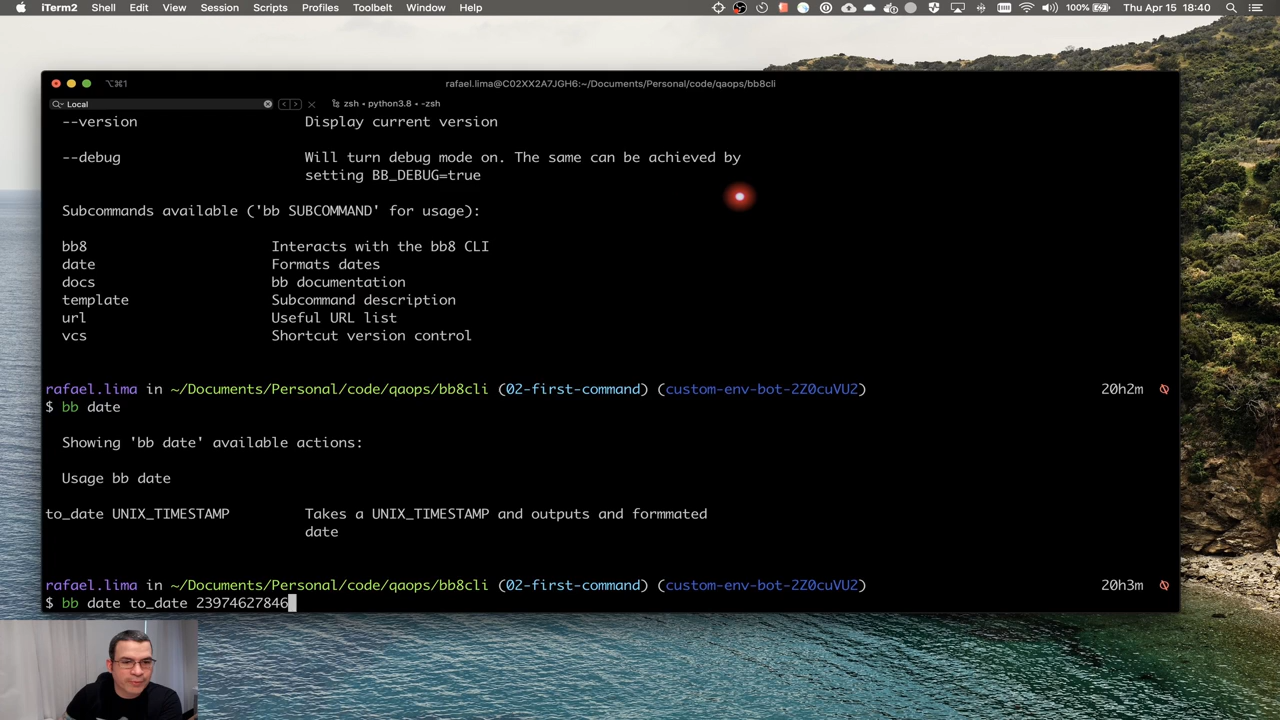 iTerm2 Shell Edit View Session Scripts Profiles Toolbelt Window Help 100% Thu Apr 15 18:40
⌥⌘1 rafael.lima@C02XX2A7JGH6:~/Documents/Personal/code/qaops/bb8cli
Local zsh • python3.8 • -zsh
--version Display current version
--debug Will turn debug mode on. The same can be achieved by
setting BB_DEBUG=true
Subcommands available ('bb SUBCOMMAND' for usage):
bb8 Interacts with the bb8 CLI
date Formats dates
docs bb documentation
template Subcommand description
url Useful URL list
vcs Shortcut version control
rafael.lima in ~/Documents/Personal/code/qaops/bb8cli (02-first-command) (custom-env-bot-2Z0cuVU2) 20h2m
$ bb date
Showing 'bb date' available actions:
Usage bb date
to_date UNIX_TIMESTAMP Takes a UNIX_TIMESTAMP and outputs and formmated
date
rafael.lima in ~/Documents/Personal/code/qaops/bb8cli (02-first-command) (custom-env-bot-2Z0cuVU2) 20h3m
$ bb date to_date 23974627846